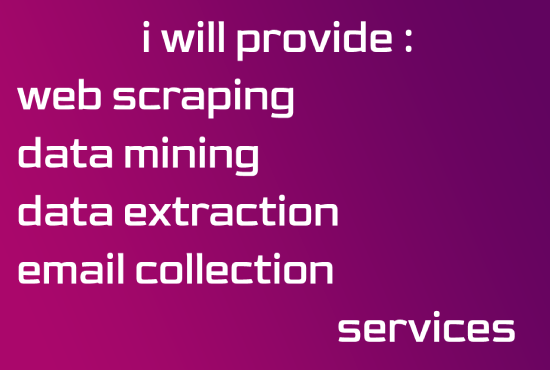 i will provide :
web scraping
data mining
data extraction
email collection
services